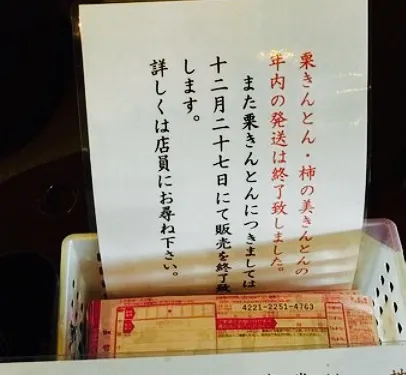 栗きんとん・柿の美きんとんの
年内の発送は終了致しました。
また栗きんとんにつきましては
十二月二十七日にて販売を終了致
します。
詳しくは店員にお尋ね下さい。
4221-2251-4763